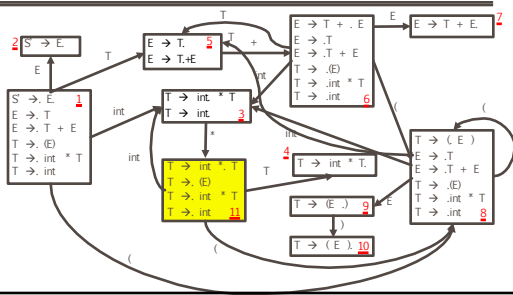 T
E → T + . E
E → .T
E → .T + E
T → .(E)
T → .int * T
T → .int
6
E
E → T + E.
7
2
S' → E.
E → T.
E → T.+E
5
+
E
T
int
S' → . E
E → . T
E → . T + E
T → . (E)
T → . int * T
T → . int
1
int
T → int. * T
T → int.
3
int
(
(
*
int
4
T → int * T.
T
T → int *. T
T → . (E)
T → . int * T
T → . int
11
T → (. E)
E → .T
E → .T + E
T → .(E)
T → .int * T
T → .int
8
T → (E .)
9
E
)
T → (E ).
10
(
(